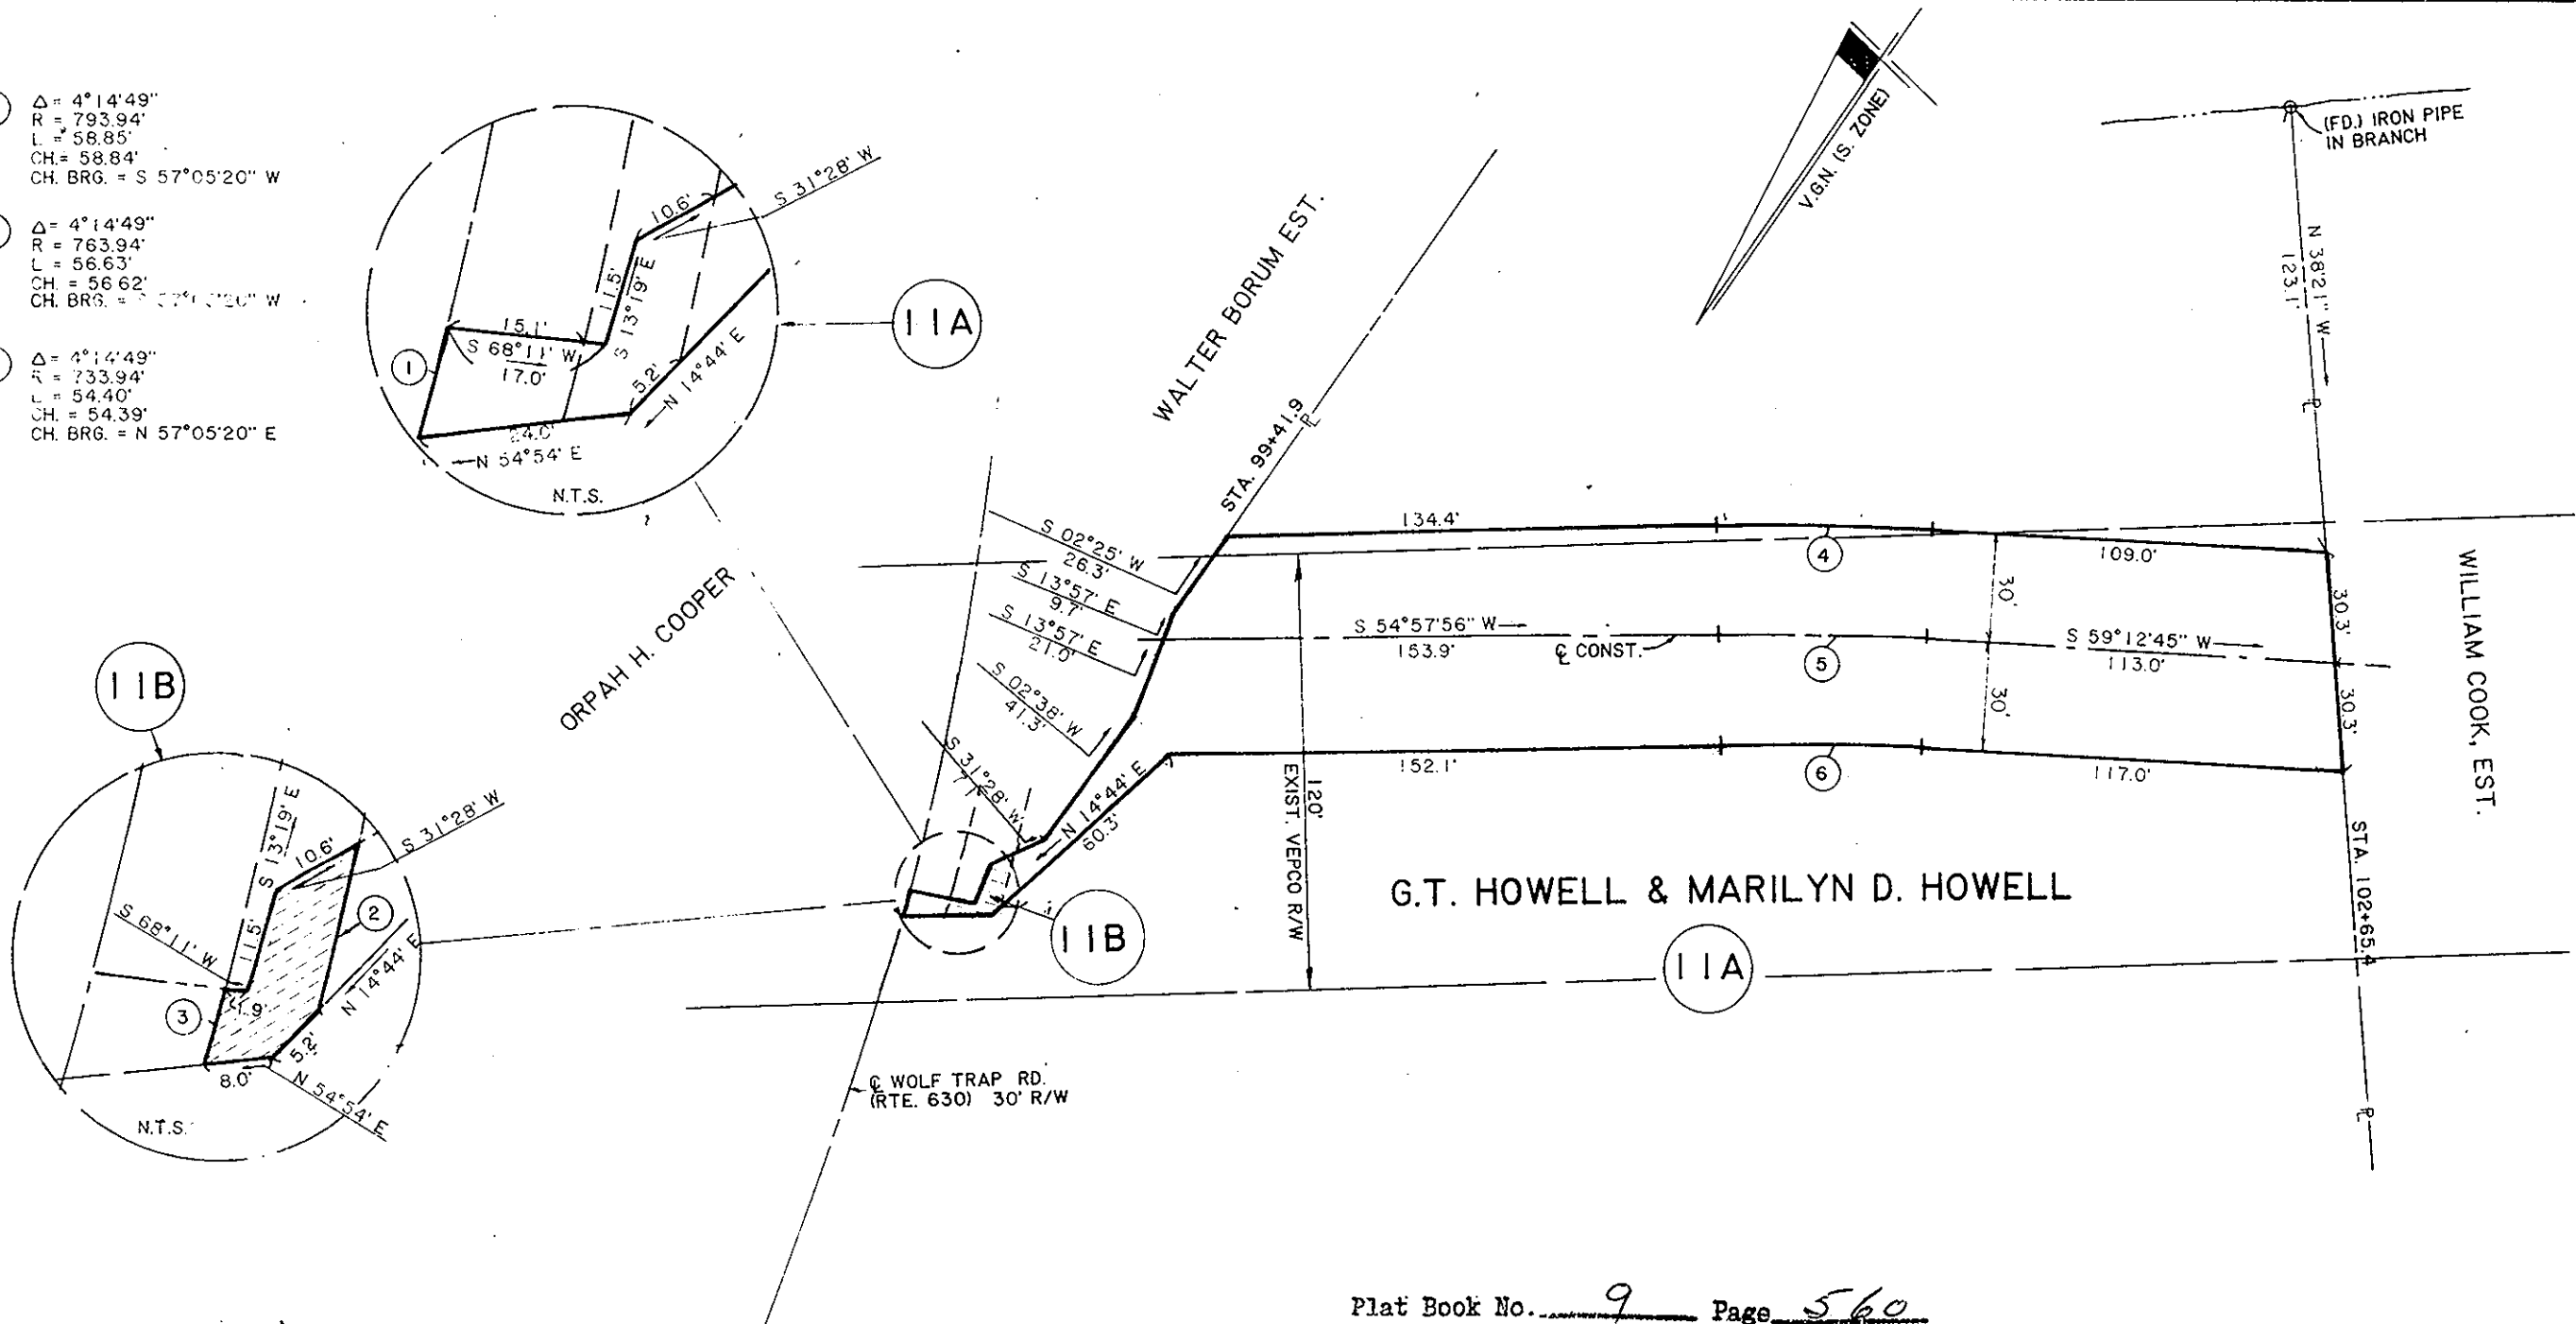 Δ = 4°14'49"
R = 793.94'
L = 58.85'
CH. = 58.84'
CH. BRG. = S 57°05'20" W
Δ = 4°14'49"
R = 763.94'
L = 56.63'
CH. = 56.62'
CH. BRG. = W
Δ = 4°14'49"
R = 733.94'
L = 54.40'
CH. = 54.39'
CH. BRG. = N 57°05'20" E
10.6'
S 31°28' W
11.5'
S 13°19' E
15.1'
S 68°11' W
17.0'
1
5.2'
N 14°44' E
24.0'
N 54°54' E
N.T.S.
11A
V.G.N. (S. ZONE)
(FD.) IRON PIPE
IN BRANCH
N 38°21' W
123.1'
PL
WALTER BORUM EST.
STA. 99+41.9
PL
ORPAH H. COOPER
S 02°25' W
26.3'
S 13°57' E
9.7'
S 13°57' E
21.0'
S 02°38' W
41.3'
S 31°28' W
7.7'
N 14°44' E
60.3'
134.4'
4
109.0'
30'
30.3'
S 54°57'56" W
153.9'
℄ CONST.
5
S 59°12'45" W
113.0'
30'
30.3'
152.1'
6
117.0'
120'
EXIST. VEPCO R/W
WILLIAM COOK, EST.
STA. 102+65.4
PL
G.T. HOWELL & MARILYN D. HOWELL
11A
11B
11B
S 13°19' E
10.6'
S 31°28' W
S 68°11' W
11.5'
2
N 14°44' E
3
1.9'
5.2'
8.0'
N 54°54' E
N.T.S.
℄ WOLF TRAP RD.
(RTE. 630) 30' R/W
Plat Book No. 9 Page 560